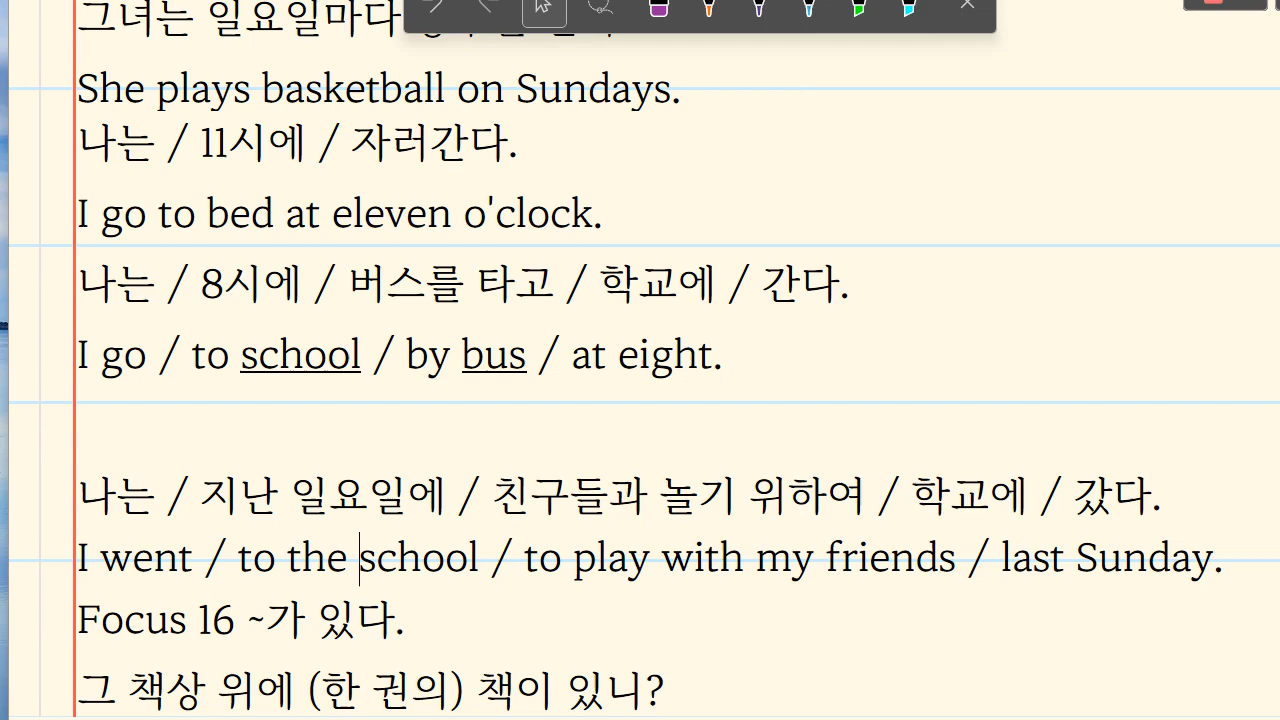 그녀는 일요일마다
She plays basketball on Sundays.
나는 / 11시에 / 자러간다.
I go to bed at eleven o'clock.
나는 / 8시에 / 버스를 타고 / 학교에 / 간다.
I go / to school / by bus / at eight.
나는 / 지난 일요일에 / 친구들과 놀기 위하여 / 학교에 / 갔다.
I went / to the school / to play with my friends / last Sunday.
Focus 16 ~가 있다.
그 책상 위에 (한 권의) 책이 있니?